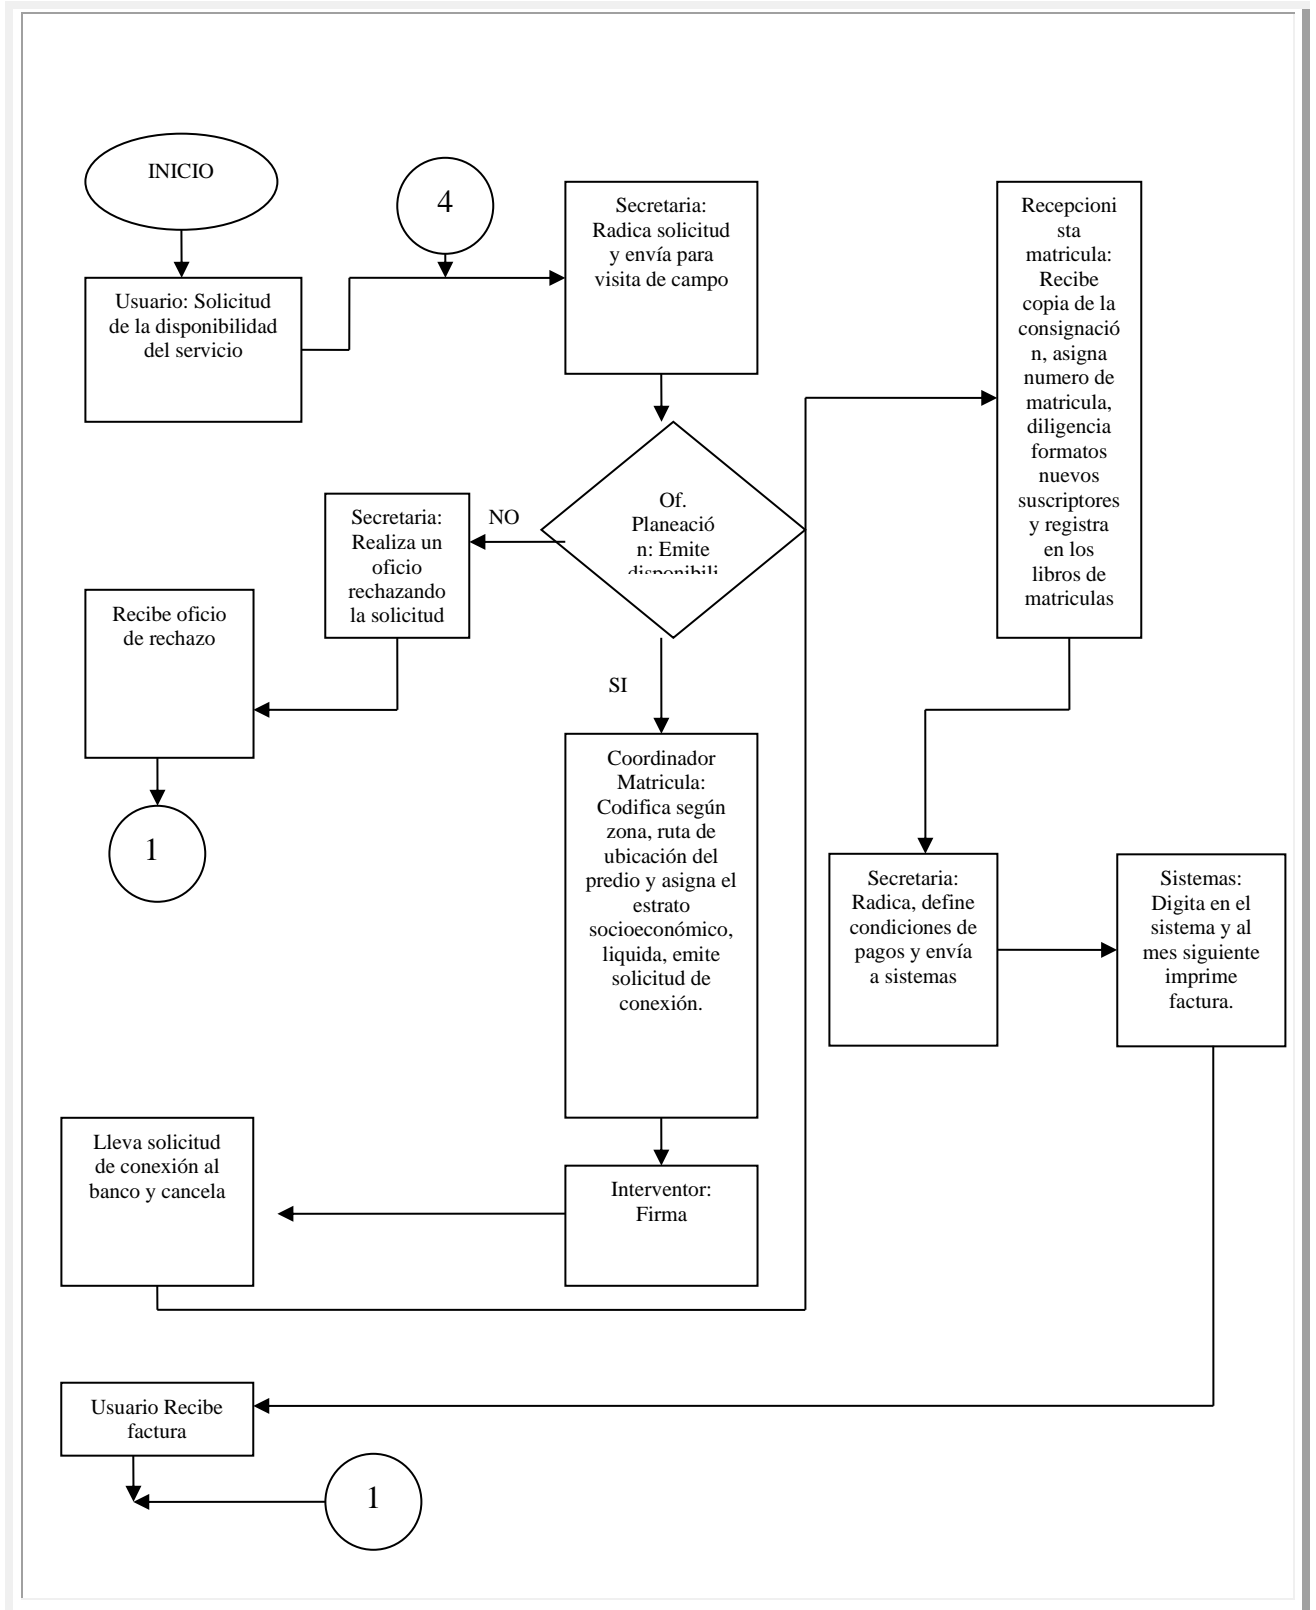 INICIO
4
Usuario: Solicitud
de la disponibilidad
del servicio
Secretaria:
Radica solicitud
y envía para
visita de campo
Recepcioni
sta
matricula:
Recibe
copia de la
consignació
n, asigna
numero de
matricula,
diligencia
formatos
nuevos
suscriptores
y registra
en los
libros de
matriculas
Of.
Planeació
n: Emite
disponibili
NO
Secretaria:
Realiza un
oficio
rechazando
la solicitud
Recibe oficio
de rechazo
1
SI
Coordinador
Matricula:
Codifica según
zona, ruta de
ubicación del
predio y asigna el
estrato
socioeconómico,
liquida, emite
solicitud de
conexión.
Secretaria:
Radica, define
condiciones de
pagos y envía
a sistemas
Sistemas:
Digita en el
sistema y al
mes siguiente
imprime
factura.
Lleva solicitud
de conexión al
banco y cancela
Interventor:
Firma
Usuario Recibe
factura
1